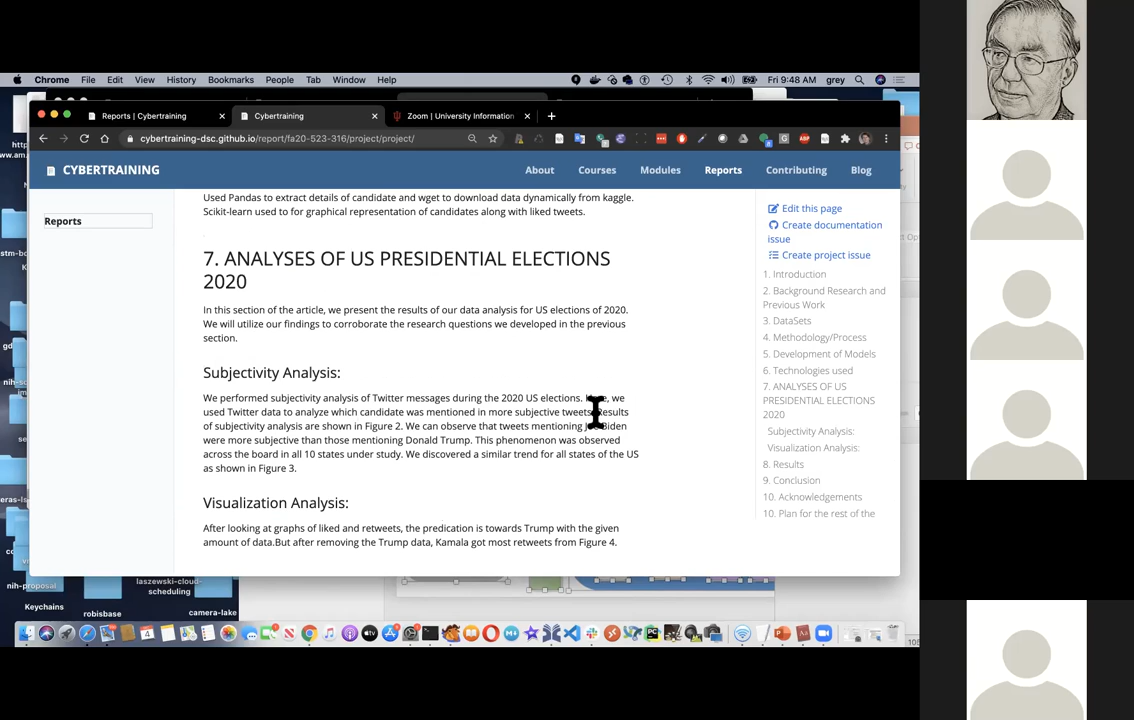 Chrome File Edit View History Bookmarks People Tab Window Help
Fri 9:48 AM grey
Reports | Cybertraining
Cybertraining
Zoom | University Information
cybertraining-dsc.github.io/report/fa20-523-316/project/project/
CYBERTRAINING
About Courses Modules Reports Contributing Blog
Reports
Used Pandas to extract details of candidate and wget to download data dynamically from kaggle.
Scikit-learn used to for graphical representation of candidates along with liked tweets.
7. ANALYSES OF US PRESIDENTIAL ELECTIONS
2020
In this section of the article, we present the results of our data analysis for US elections of 2020.
We will utilize our findings to corroborate the research questions we developed in the previous
section.
Subjectivity Analysis:
We performed subjectivity analysis of Twitter messages during the 2020 US elections. we
used Twitter data to analyze which candidate was mentioned in more subjective tweets. Results
of subjectivity analysis are shown in Figure 2. We can observe that tweets mentioning Joe Biden
were more subjective than those mentioning Donald Trump. This phenomenon was observed
across the board in all 10 states under study. We discovered a similar trend for all states of the US
as shown in Figure 3.
Visualization Analysis:
After looking at graphs of liked and retweets, the predication is towards Trump with the given
amount of data.But after removing the Trump data, Kamala got most retweets from Figure 4.
Edit this page
Create documentation
issue
Create project issue
1. Introduction
2. Background Research and
Previous Work
3. DataSets
4. Methodology/Process
5. Development of Models
6. Technologies used
7. ANALYSES OF US
PRESIDENTIAL ELECTIONS
2020
Subjectivity Analysis:
Visualization Analysis:
8. Results
9. Conclusion
10. Acknowledgements
10. Plan for the rest of the
nih-proposal
laszewski-cloud-
scheduling
Keychains
robisbase
camera-lake